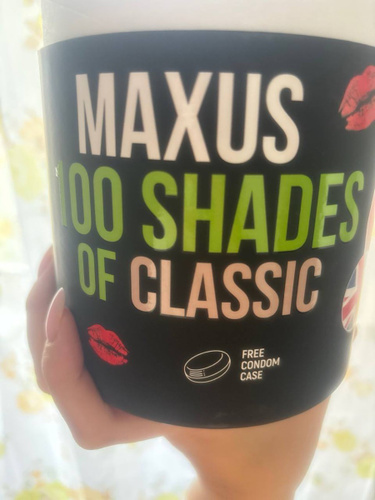 MAXUS
100 SHADES
OF CLASSIC
FREE
CONDOM
CASE